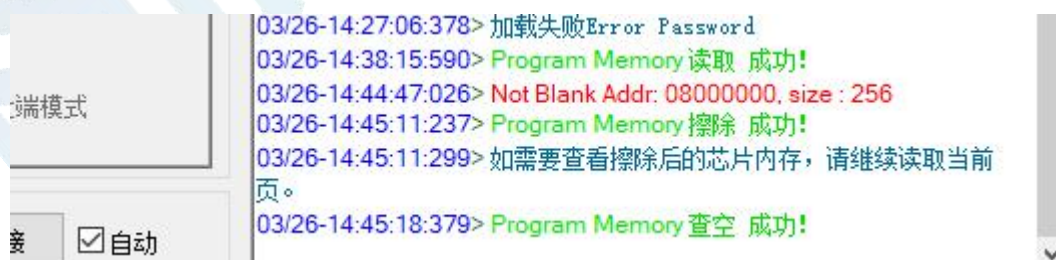 03/26-14:27:06:378> 加载失败Error Password
03/26-14:38:15:590> Program Memory 读取 成功!
03/26-14:44:47:026> Not Blank Addr: 08000000, size : 256
端模式
03/26-14:45:11:237> Program Memory 擦除 成功!
03/26-14:45:11:299> 如需要查看擦除后的芯片内存，请继续读取当前
页。
03/26-14:45:18:379> Program Memory 查空 成功!
自动